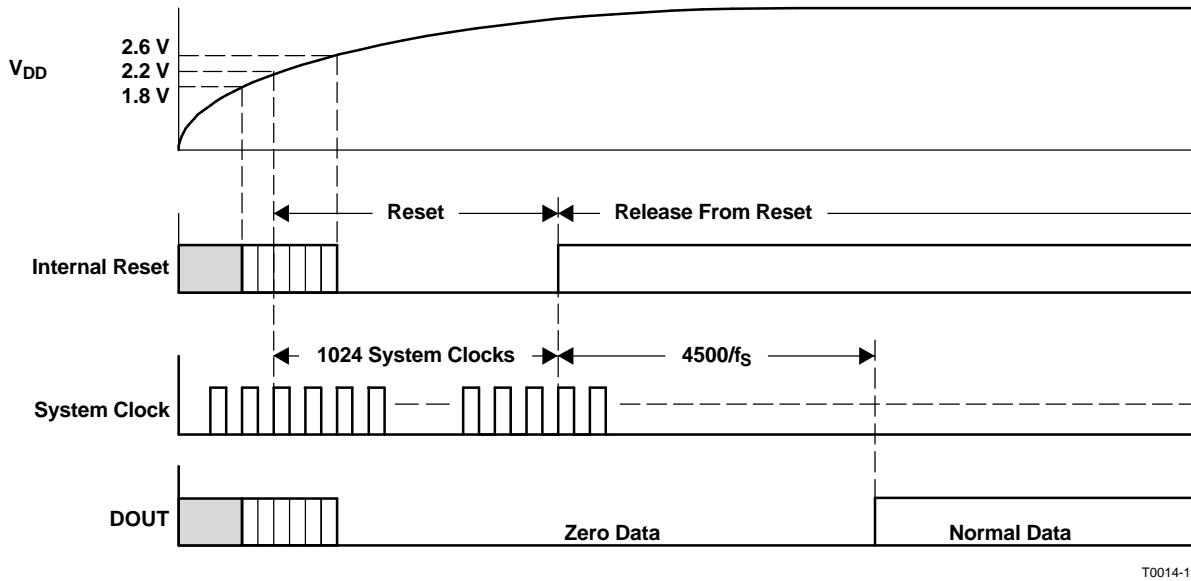 2.6 V
V_DD
2.2 V
1.8 V
Reset
Release From Reset
Internal Reset
1024 System Clocks
4500/f_S
System Clock
DOUT
Zero Data
Normal Data
T0014-1